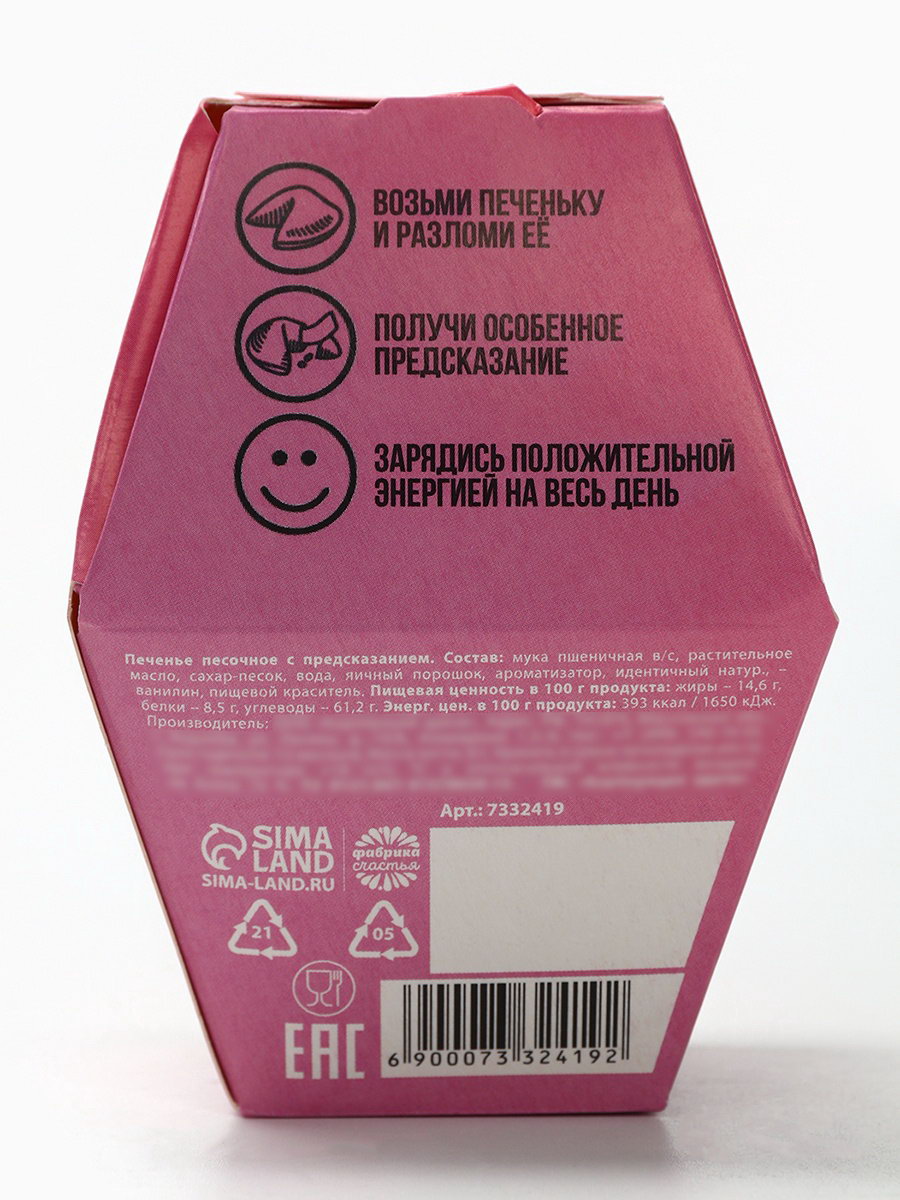 ВОЗЬМИ ПЕЧЕНЬКУ
И РАЗЛОМИ ЕЁ
ПОЛУЧИ ОСОБЕННОЕ
ПРЕДСКАЗАНИЕ
ЗАРЯДИСЬ ПОЛОЖИТЕЛЬНОЙ
ЭНЕРГИЕЙ НА ВЕСЬ ДЕНЬ
Печенье песочное с предсказанием. Состав: мука пшеничная в/с, растительное
масло, сахар-песок, вода, яичный порошок, ароматизатор, идентичный натур., –
ванилин, пищевой краситель. Пищевая ценность в 100 г продукта: жиры – 14,6 г,
белки – 8,5 г, углеводы – 61,2 г. Энерг. цен. в 100 г продукта: 393 ккал / 1650 кДж.
Производитель:
Арт.: 7332419
SIMA
LAND
SIMA-LAND.RU
фабрика
счастья
21
05
EAC
6 900073 324192